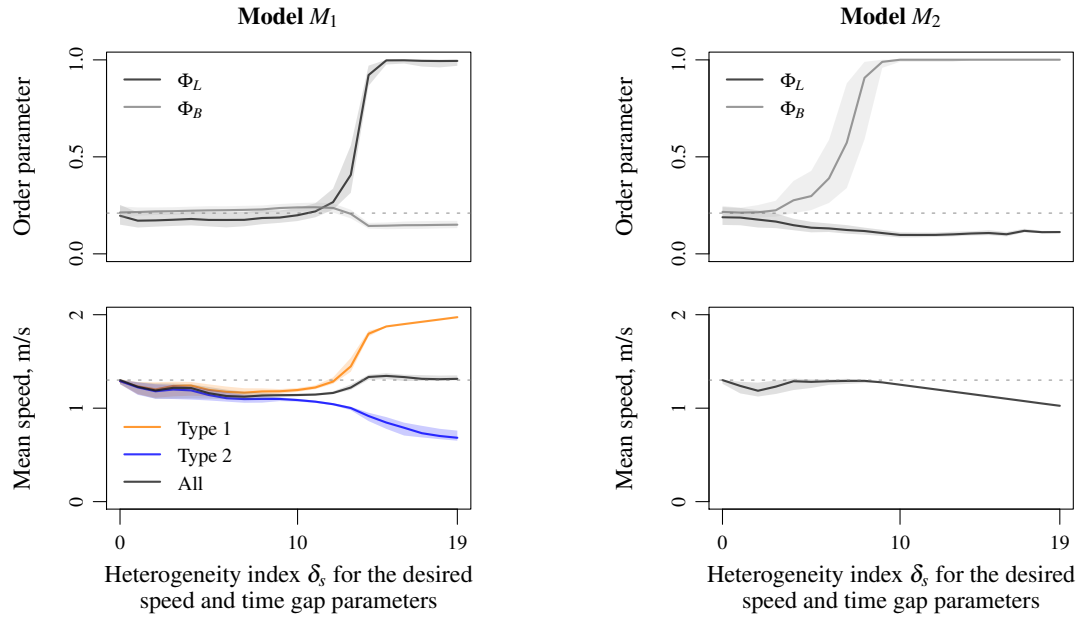 Model M1
Model M2
Order parameter
1.0
0.5
0.0
ΦL
ΦB
Order parameter
1.0
0.5
0.0
ΦL
ΦB
Mean speed, m/s
2
1
0
Type 1
Type 2
All
0
10
19
Heterogeneity index δs for the desired
speed and time gap parameters
Mean speed, m/s
2
1
0
0
10
19
Heterogeneity index δs for the desired
speed and time gap parameters